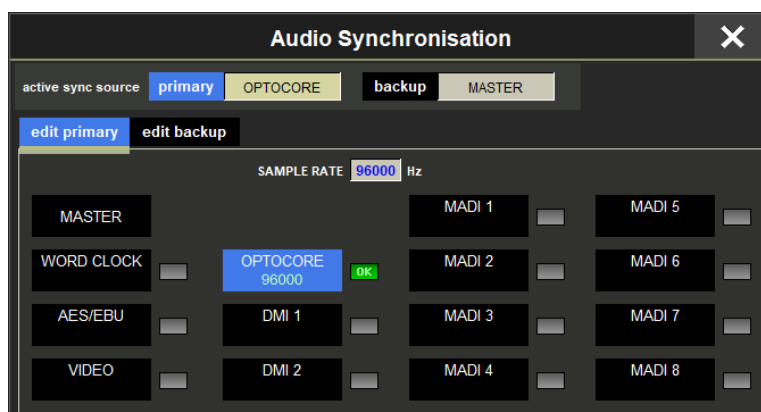 Audio Synchronisation
active sync source primary OPTOCORE backup MASTER
edit primary edit backup
SAMPLE RATE 96000 Hz
MASTER MADI 1 MADI 5
WORD CLOCK OPTOCORE 96000 OK MADI 2 MADI 6
AES/EBU DMI 1 MADI 3 MADI 7
VIDEO DMI 2 MADI 4 MADI 8